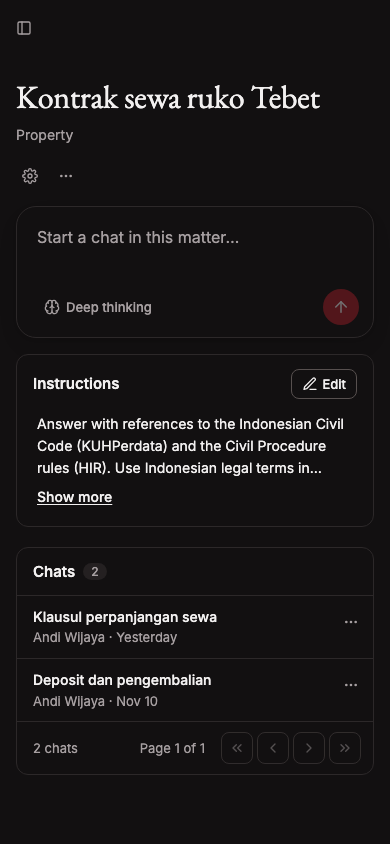 Kontrak sewa ruko Tebet
Property
Start a chat in this matter...
Deep thinking
Instructions
Edit
Answer with references to the Indonesian Civil
Code (KUHPerdata) and the Civil Procedure
rules (HIR). Use Indonesian legal terms in...
Show more
Chats 2
Klausul perpanjangan sewa
Andi Wijaya · Yesterday
Deposit dan pengembalian
Andi Wijaya · Nov 10
2 chats Page 1 of 1